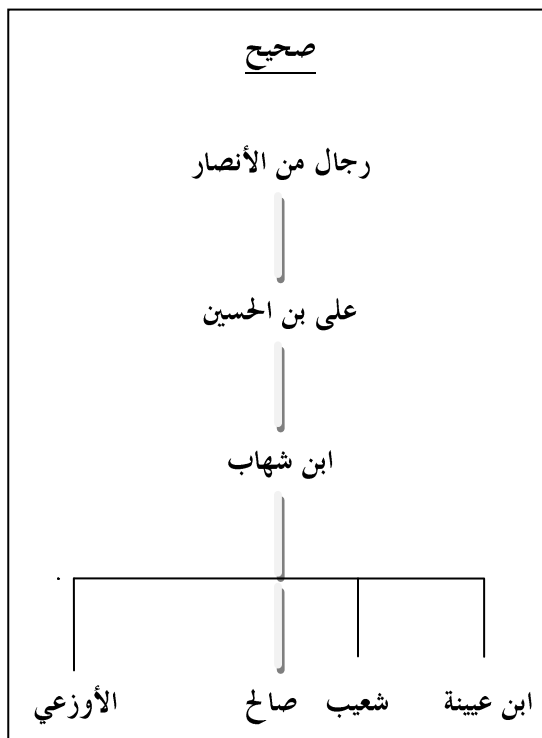 صحيح
رجال من الأنصار
على بن الحسين
ابن شهاب
ابن عيينة شعيب صالح الأوزعي